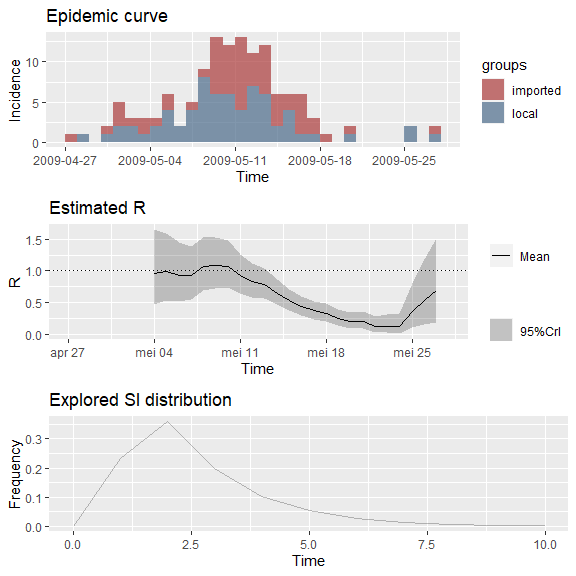 Epidemic curve
Incidence
10
5
0
2009-04-27 2009-05-04 2009-05-11 2009-05-18 2009-05-25
Time
groups
imported
local
Estimated R
R
1.5
1.0
0.5
0.0
apr 27 mei 04 mei 11 mei 18 mei 25
Time
Mean
95%CrI
Explored SI distribution
Frequency
0.3
0.2
0.1
0.0
0.0 2.5 5.0 7.5 10.0
Time